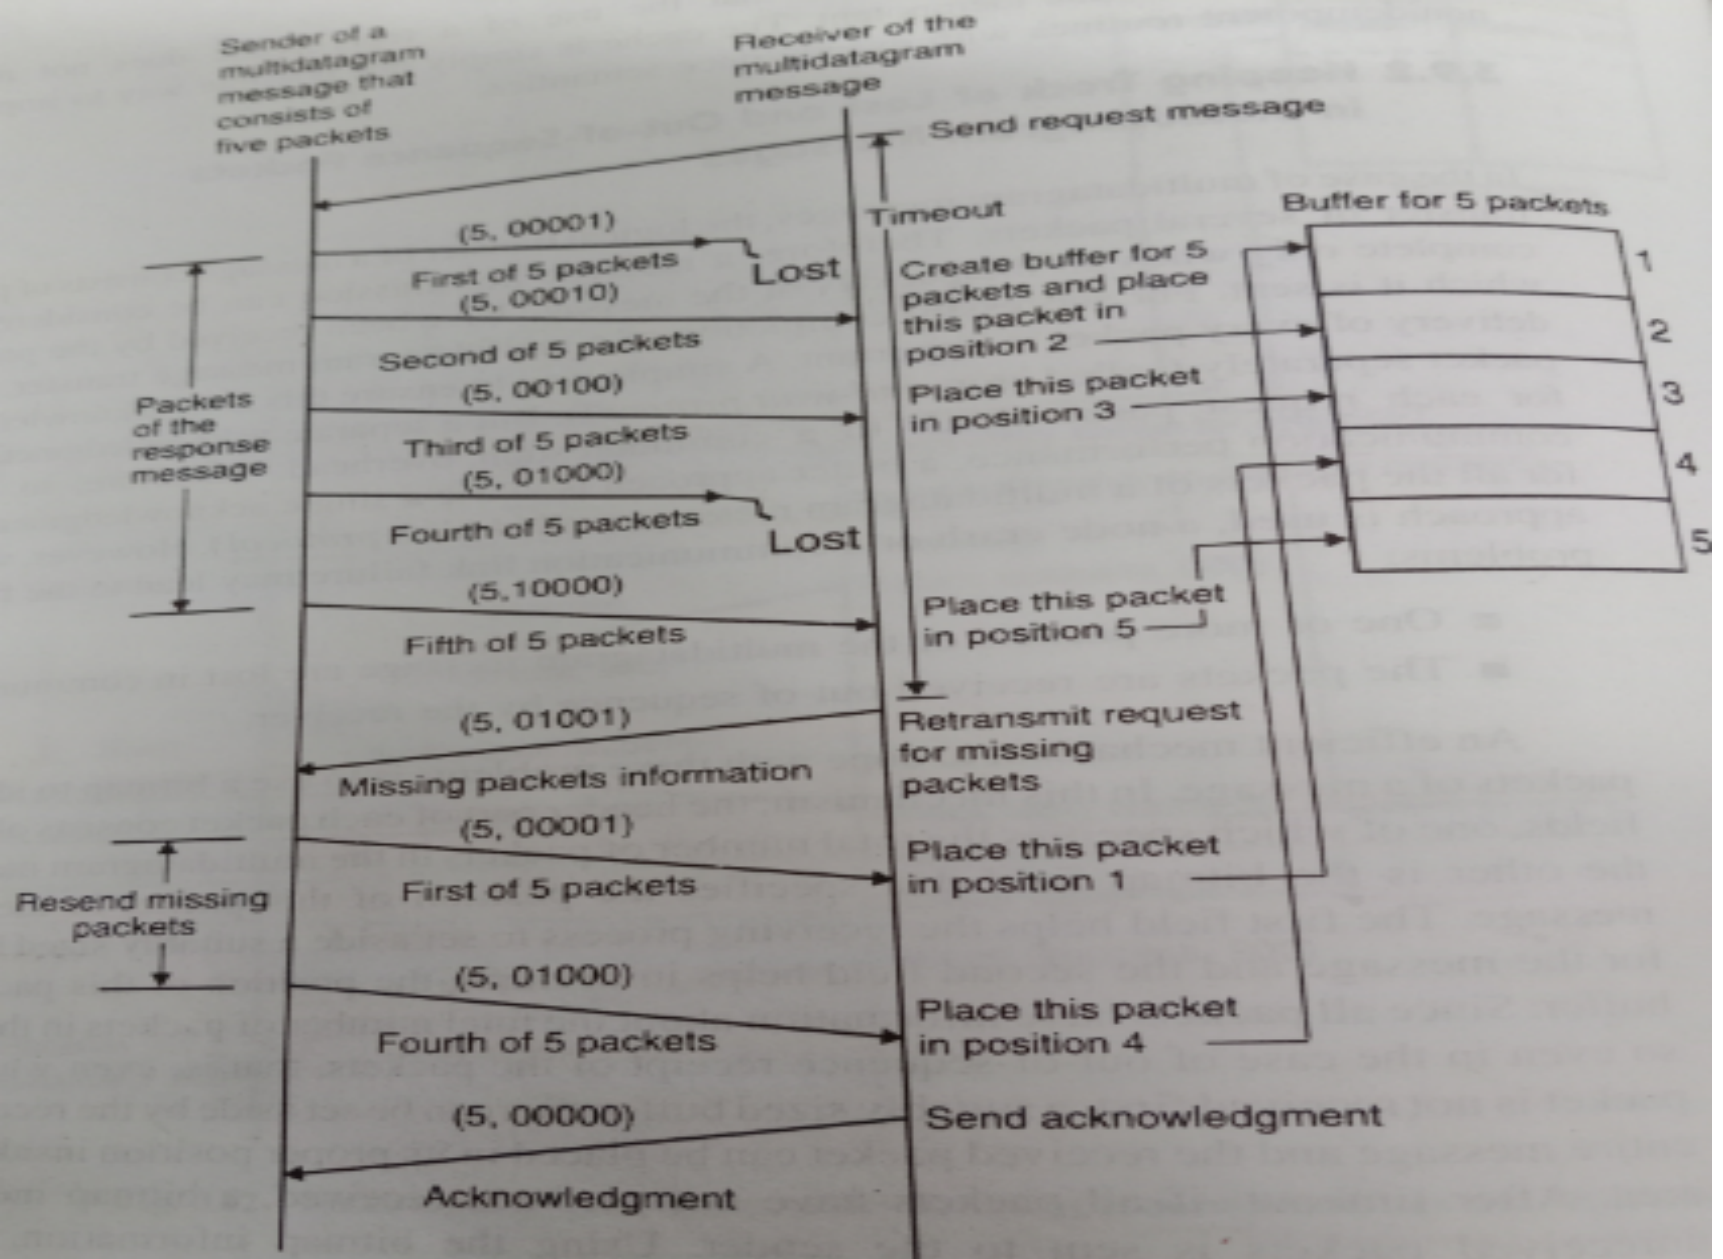 Sender of a
multidatagram
message that
consists of
five packets
Receiver of the
multidatagram
message
Send request message
Timeout
Buffer for 5 packets
(5, 00001)
First of 5 packets
Lost
(5, 00010)
Second of 5 packets
Create buffer for 5
packets and place
this packet in
position 2
1
2
3
4
5
(5, 00100)
Third of 5 packets
Place this packet
in position 3
Packets
of the
response
message
(5, 01000)
Fourth of 5 packets
Lost
(5,10000)
Fifth of 5 packets
Place this packet
in position 5
(5, 01001)
Missing packets information
Retransmit request
for missing
packets
(5, 00001)
First of 5 packets
Place this packet
in position 1
Resend missing
packets
(5, 01000)
Fourth of 5 packets
Place this packet
in position 4
(5, 00000)
Send acknowledgment
Acknowledgment